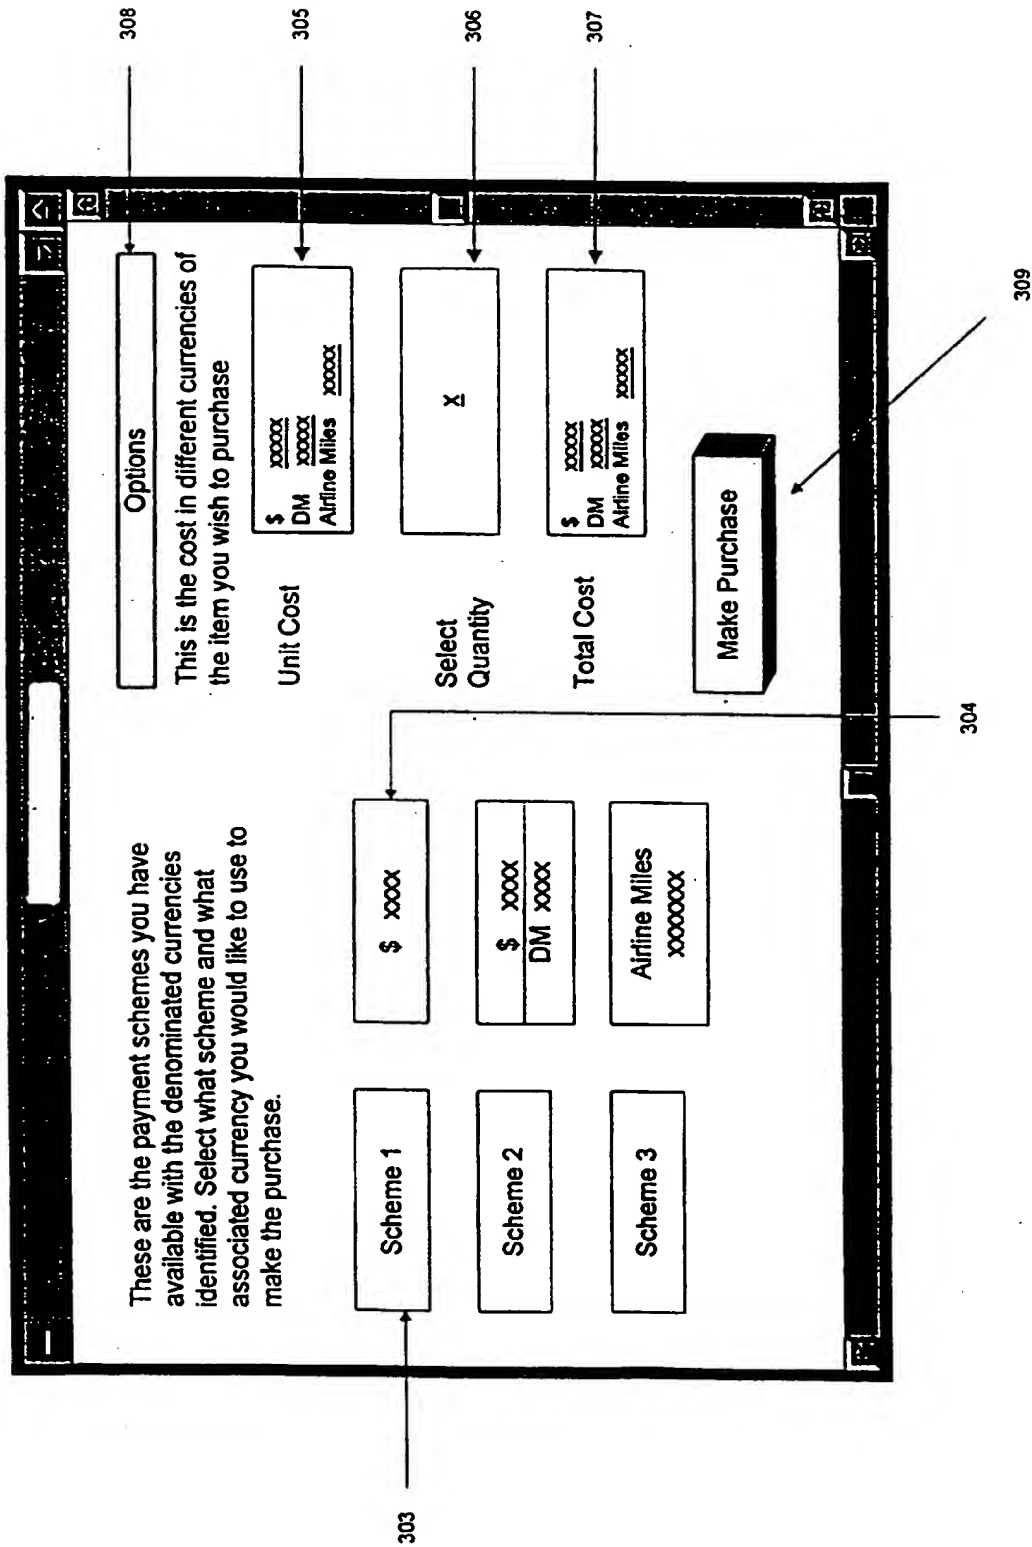 These are the payment schemes you have
available with the denominated currencies
identified. Select what scheme and what
associated currency you would like to use to
make the purchase.
Scheme 1
$ xxxx
Scheme 2
$ xxxx
DM xxxx
Scheme 3
Airline Miles
xxxxxxx
Options
This is the cost in different currencies of
the item you wish to purchase
Unit Cost
$ xxxxx
DM xxxxx
Airline Miles xxxxx
Select
Quantity
x
Total Cost
$ xxxxx
DM xxxxx
Airline Miles xxxxx
Make Purchase
303
304
308
305
306
307
309